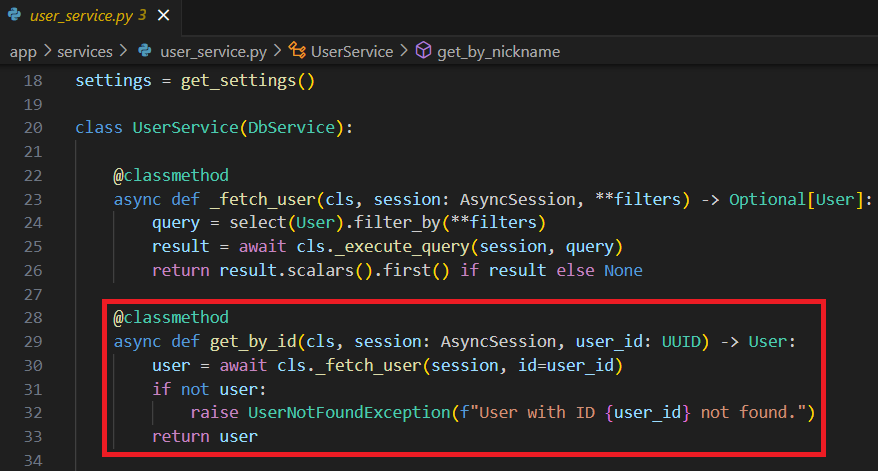 user_service.py 3 ×
app > services > user_service.py > UserService > get_by_nickname
18 settings = get_settings()
19
20 class UserService(DbService):
21
22 @classmethod
23 async def _fetch_user(cls, session: AsyncSession, **filters) -> Optional[User]:
24 query = select(User).filter_by(**filters)
25 result = await cls._execute_query(session, query)
26 return result.scalars().first() if result else None
27
28 @classmethod
29 async def get_by_id(cls, session: AsyncSession, user_id: UUID) -> User:
30 user = await cls._fetch_user(session, id=user_id)
31 if not user:
32 raise UserNotFoundException(f"User with ID {user_id} not found.")
33 return user
34